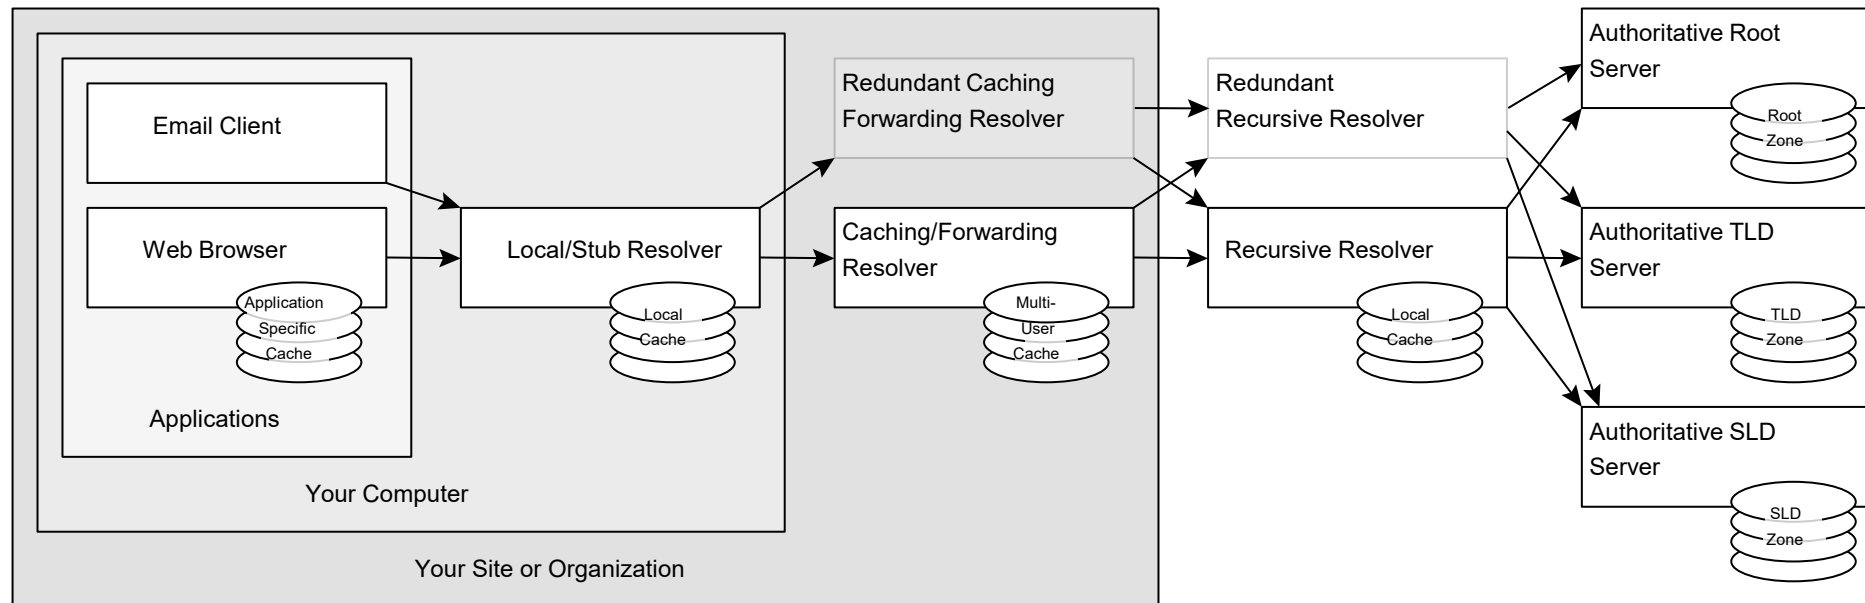 Email Client
Web Browser
Application
Specific
Cache
Applications
Your Computer
Your Site or Organization
Local/Stub Resolver
Local
Cache
Redundant Caching
Forwarding Resolver
Caching/Forwarding
Resolver
Multi-
User
Cache
Redundant
Recursive Resolver
Recursive Resolver
Local
Cache
Authoritative Root
Server
Root
Zone
Authoritative TLD
Server
TLD
Zone
Authoritative SLD
Server
SLD
Zone